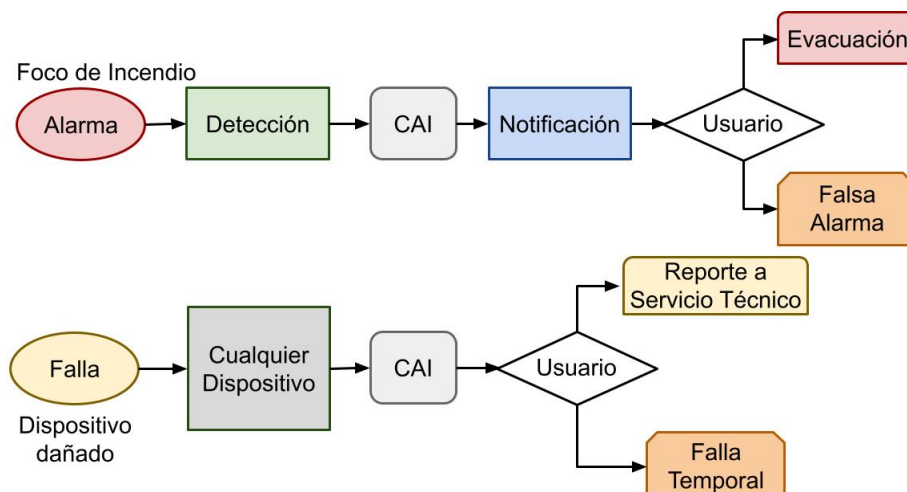 Evacuación
Foco de Incendio
Alarma
Detección
CAI
Notificación
Usuario
Falsa
Alarma
Reporte a
Servicio Técnico
Falla
Cualquier
Dispositivo
CAI
Usuario
Dispositivo
dañado
Falla
Temporal